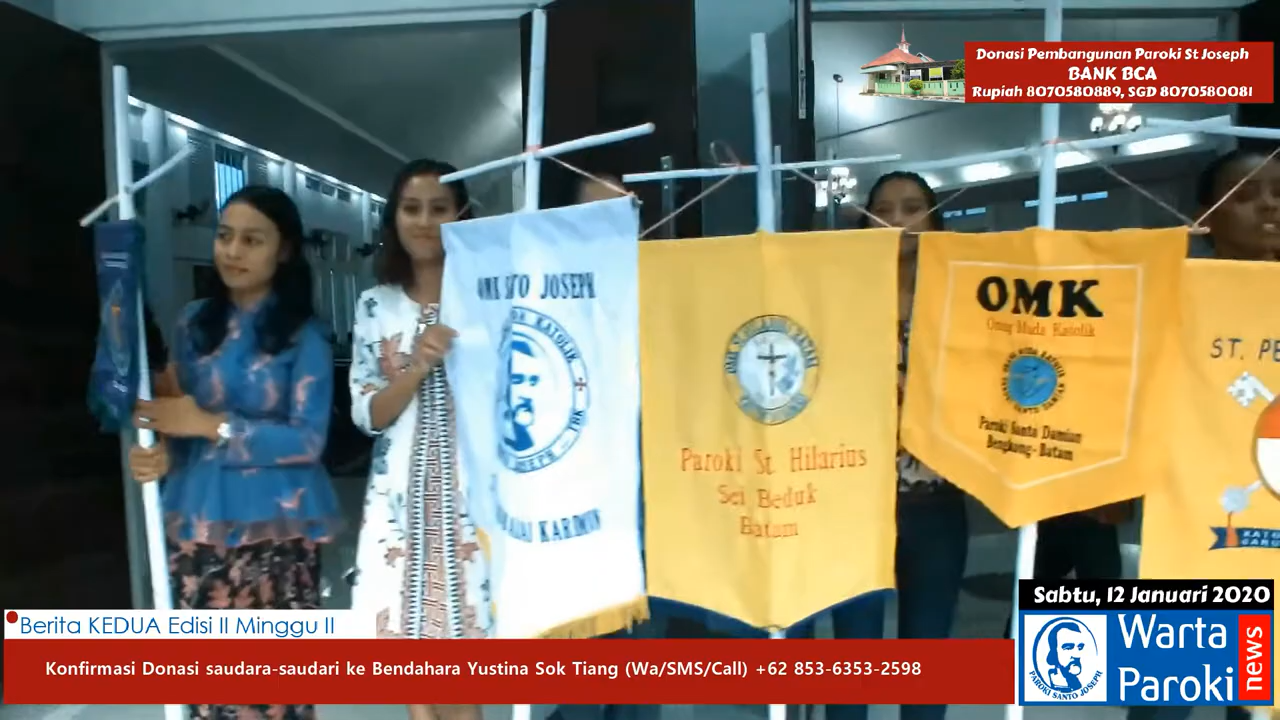 Donasi Pembangunan Paroki St Joseph
BANK BCA
Rupiah 8070580889, SGD 8070580081
JOSEPH
KATOLIK
OMK
Orang Muda Katolik
Paroki Santo Damian
Bengkong-Batam
Paroki St Hilarius
Sei Beduk
Batam
ST. PE
Sabtu, 12 Januari 2020
Berita KEDUA Edisi II Minggu II
Konfirmasi Donasi saudara-saudari ke Bendahara Yustina Sok Tiang (Wa/SMS/Call) +62 853-6353-2598
PAROKI SANTO JOSEPH
Warta
Paroki
news